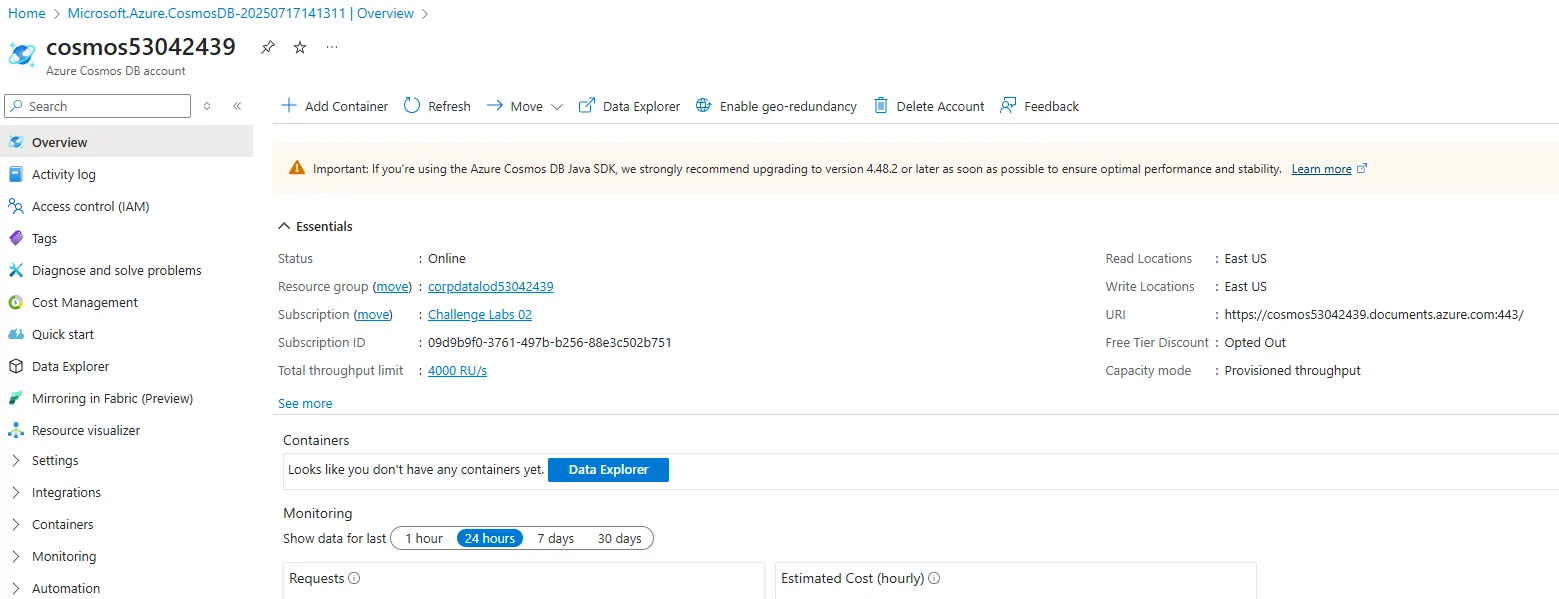 Home > Microsoft.Azure.CosmosDB-20250717141311 | Overview >
cosmos53042439 ...
Azure Cosmos DB account
Search
Add Container Refresh Move Data Explorer Enable geo-redundancy Delete Account Feedback
Overview
Activity log
Access control (IAM)
Tags
Diagnose and solve problems
Cost Management
Quick start
Data Explorer
Mirroring in Fabric (Preview)
Resource visualizer
Settings
Integrations
Containers
Monitoring
Automation
Important: If you're using the Azure Cosmos DB Java SDK, we strongly recommend upgrading to version 4.48.2 or later as soon as possible to ensure optimal performance and stability. Learn more
Essentials
Status : Online
Resource group (move) : corpdatalod53042439
Subscription (move) : Challenge Labs 02
Subscription ID : 09d9b9f0-3761-497b-b256-88e3c502b751
Total throughput limit : 4000 RU/s
See more
Read Locations : East US
Write Locations : East US
URI : https://cosmos53042439.documents.azure.com:443/
Free Tier Discount : Opted Out
Capacity mode : Provisioned throughput
Containers
Looks like you don't have any containers yet. Data Explorer
Monitoring
Show data for last 1 hour 24 hours 7 days 30 days
Requests
Estimated Cost (hourly)